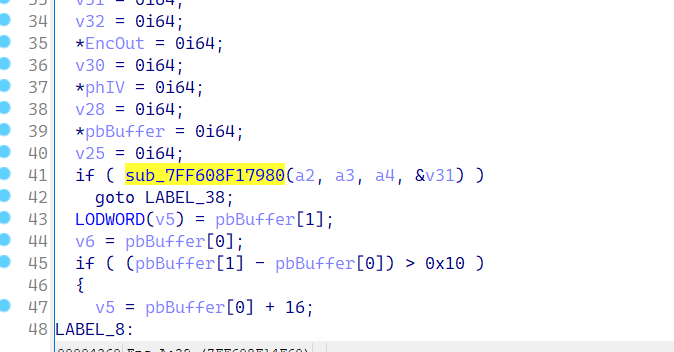 34 v32 = 0i64;
35 *EncOut = 0i64;
36 v30 = 0i64;
37 *phIV = 0i64;
38 v28 = 0i64;
39 *pbBuffer = 0i64;
40 v25 = 0i64;
41 if ( sub_7FF608F17980(a2, a3, a4, &v31) )
42 goto LABEL_38;
43 LODWORD(v5) = pbBuffer[1];
44 v6 = pbBuffer[0];
45 if ( (pbBuffer[1] - pbBuffer[0]) > 0x10 )
46 {
47 v5 = pbBuffer[0] + 16;
48 LABEL_8: